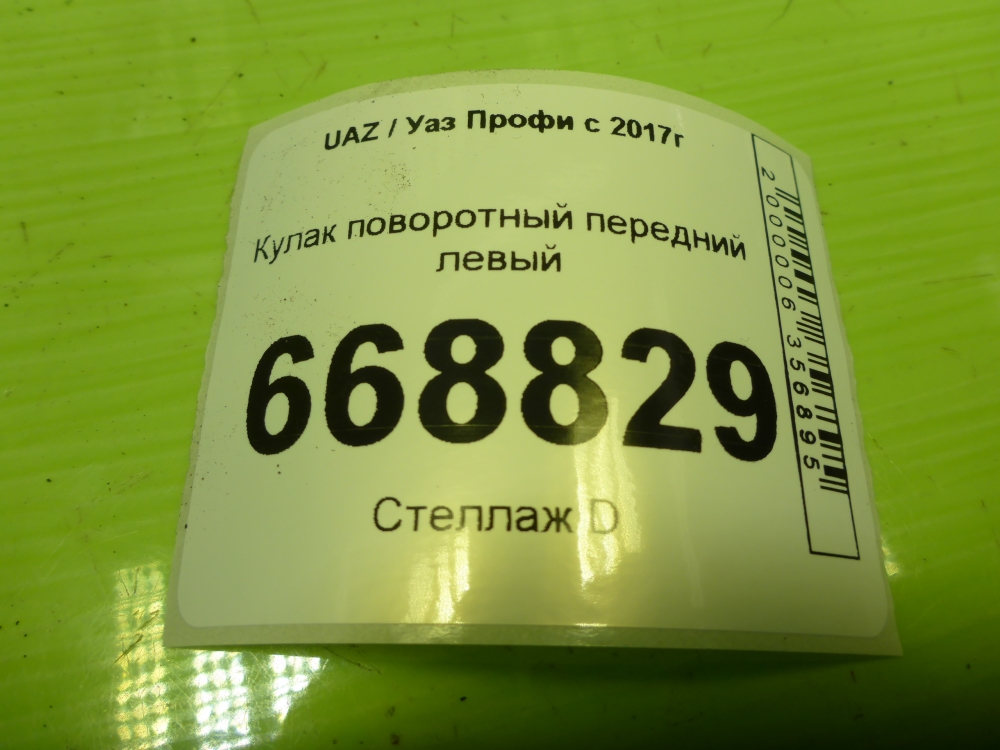 UAZ / Уаз Профи с 2017г
Кулак поворотный передний
левый
668829
Стеллаж D
2000006356895